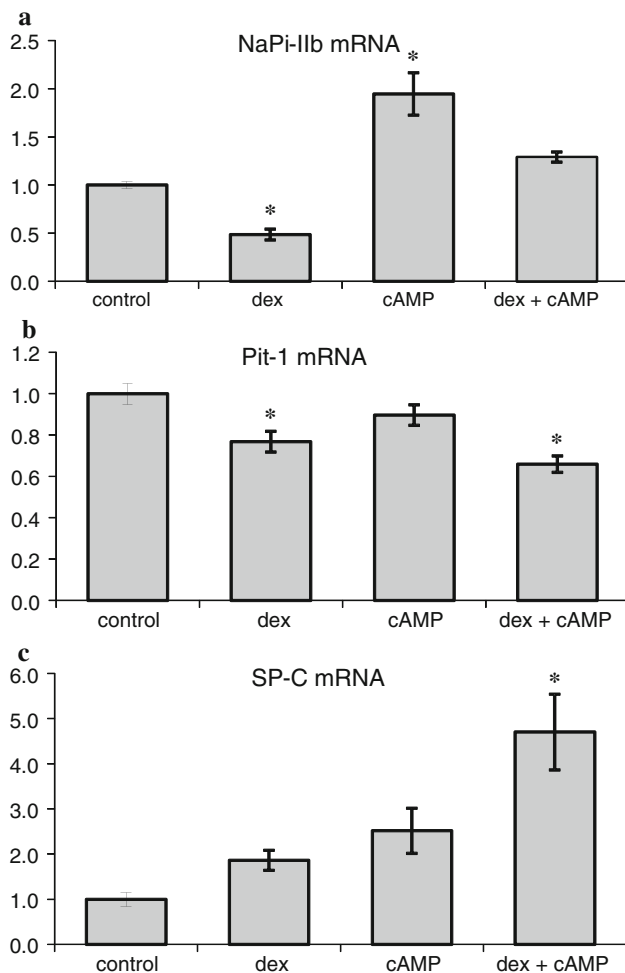 a
NaPi-IIb mRNA
2.5
*
2.0
1.5
1.0
*
0.5
0.0
control dex cAMP dex + cAMP
b
1.2
Pit-1 mRNA
1.0
*
0.8
*
0.6
0.4
0.2
0.0
control dex cAMP dex + cAMP
c
6.0
SP-C mRNA
*
5.0
4.0
3.0
2.0
1.0
0.0
control dex cAMP dex + cAMP